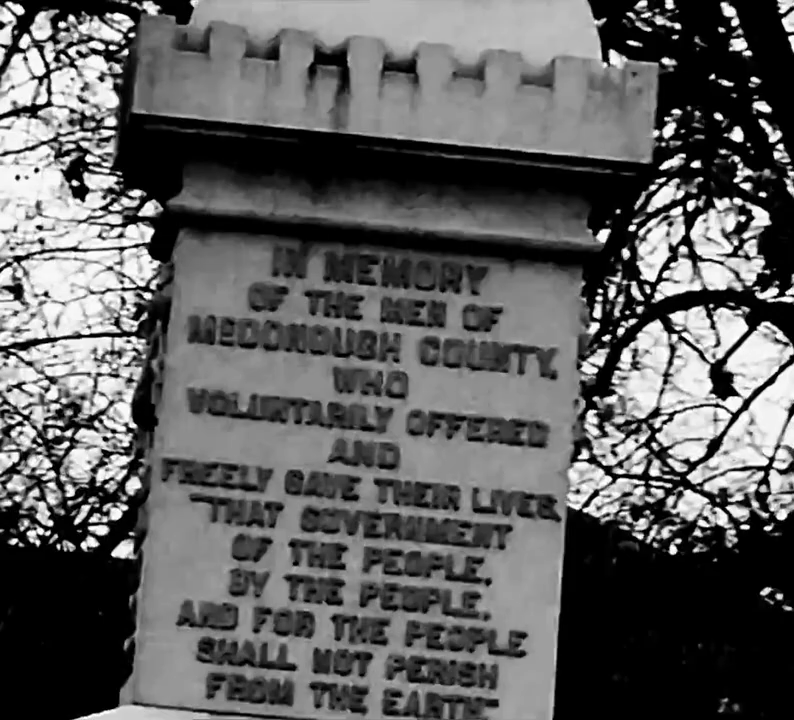 IN MEMORY
OF THE MEN OF
McDONOUGH COUNTY,
WHO
VOLUNTARILY OFFERED
AND
FREELY GAVE THEIR LIVES,
"THAT GOVERNMENT
OF THE PEOPLE,
BY THE PEOPLE,
AND FOR THE PEOPLE
SHALL NOT PERISH
FROM THE EARTH"